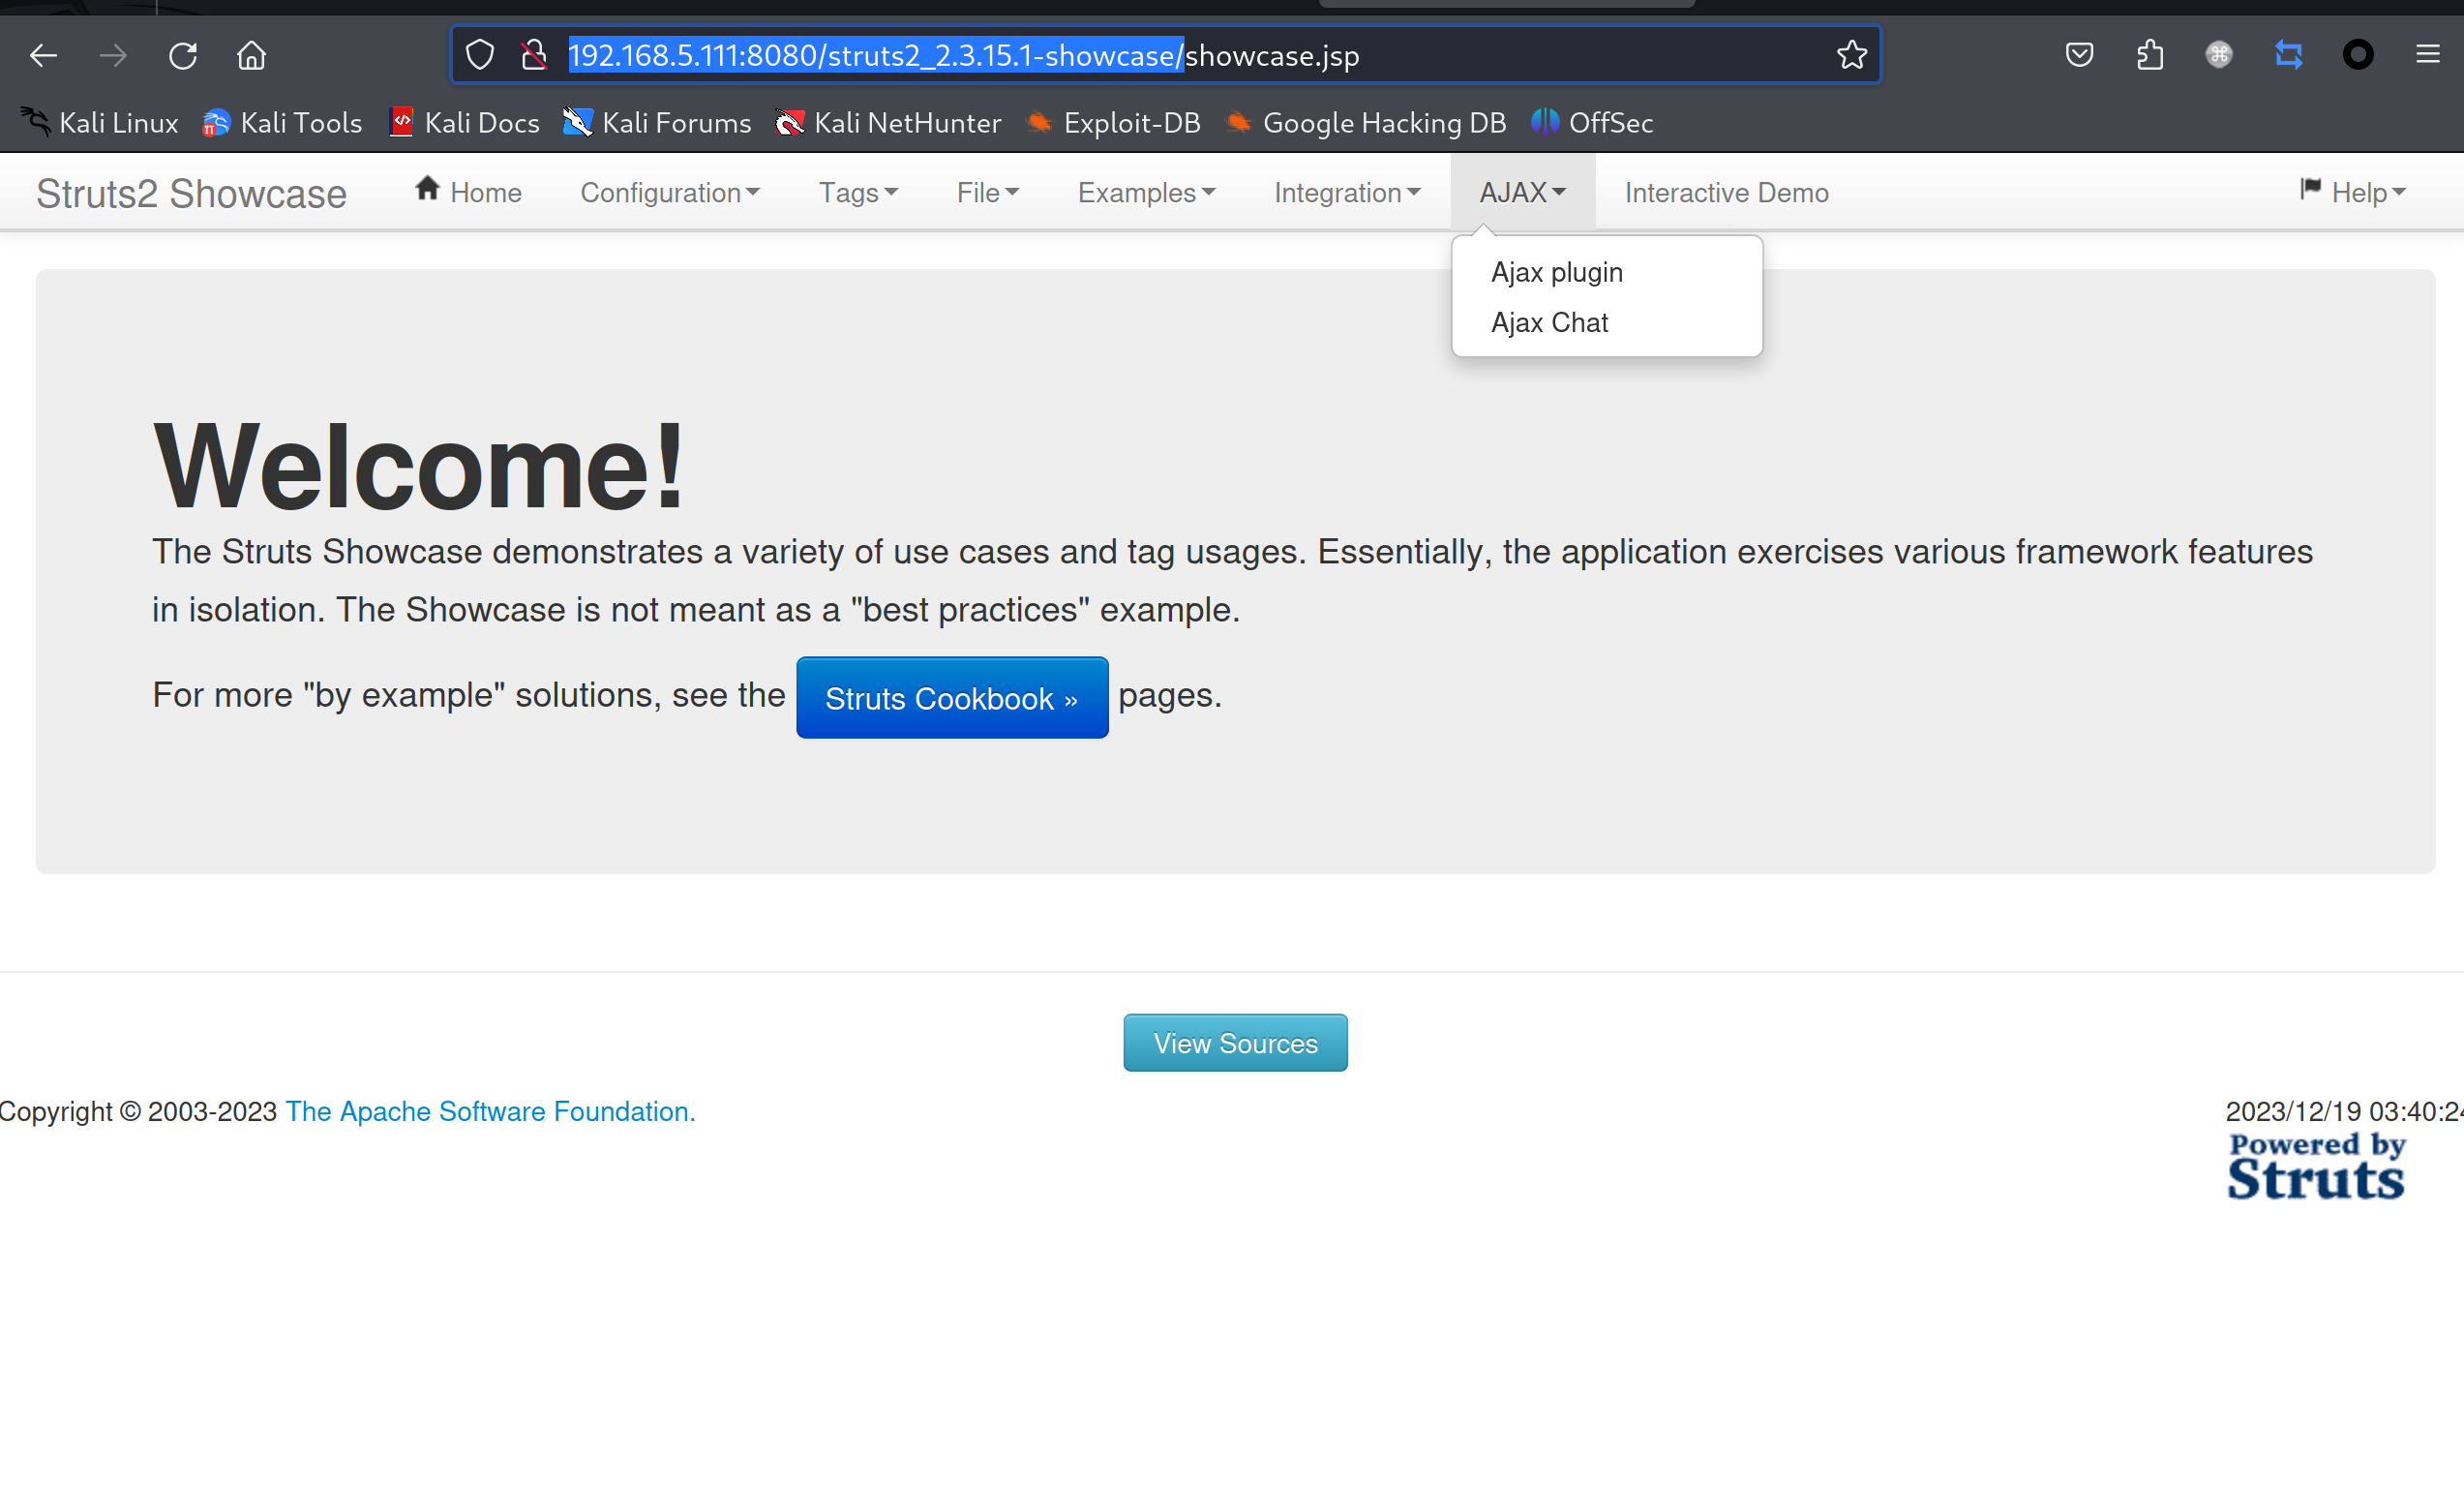 192.168.5.111:8080/struts2_2.3.15.1-showcase/showcase.jsp
Kali Linux Kali Tools Kali Docs Kali Forums Kali NetHunter Exploit-DB Google Hacking DB OffSec
Struts2 Showcase Home Configuration Tags File Examples Integration AJAX Interactive Demo Help
Ajax plugin
Ajax Chat
Welcome!
The Struts Showcase demonstrates a variety of use cases and tag usages. Essentially, the application exercises various framework features
in isolation. The Showcase is not meant as a "best practices" example.
For more "by example" solutions, see the Struts Cookbook » pages.
View Sources
Copyright © 2003-2023 The Apache Software Foundation. 2023/12/19 03:40:24
Powered by
Struts